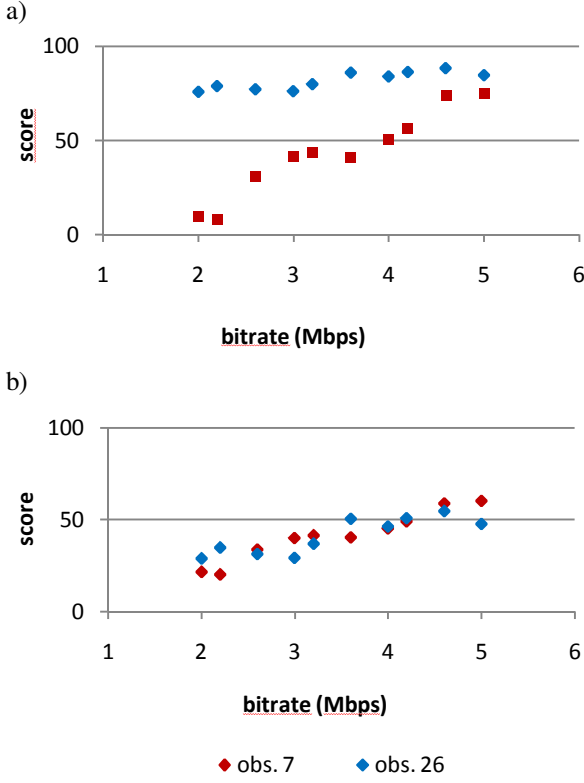 a)
100
50
0
score
1 2 3 4 5 6
bitrate (Mbps)
b)
100
50
0
score
1 2 3 4 5 6
bitrate (Mbps)
obs. 7 obs. 26